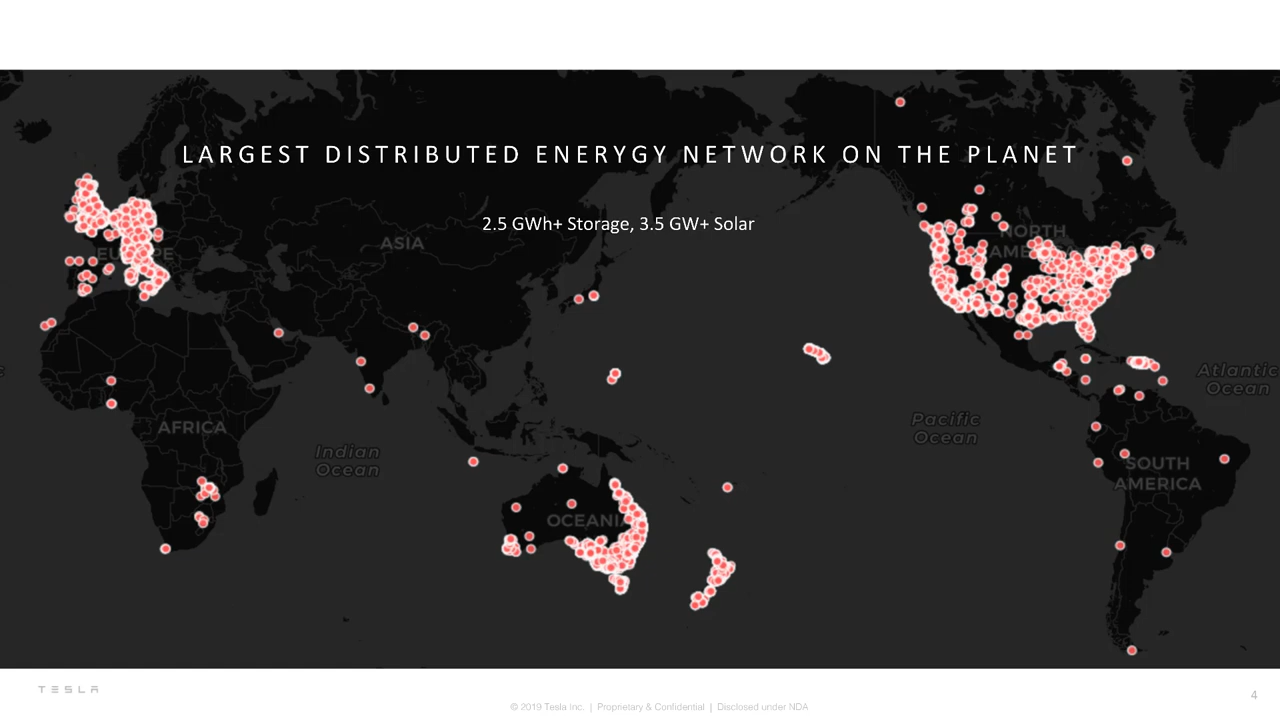 LARGEST DISTRIBUTED ENERYGY NETWORK ON THE PLANET
2.5 GWh+ Storage, 3.5 GW+ Solar
NORTH
AMERICA
ASIA
EUROPE
Atlantic
Ocean
Pacific
Ocean
AFRICA
Indian
Ocean
SOUTH
AMERICA
OCEANIA
TESLA
4
© 2019 Tesla Inc. | Proprietary & Confidential | Disclosed under NDA